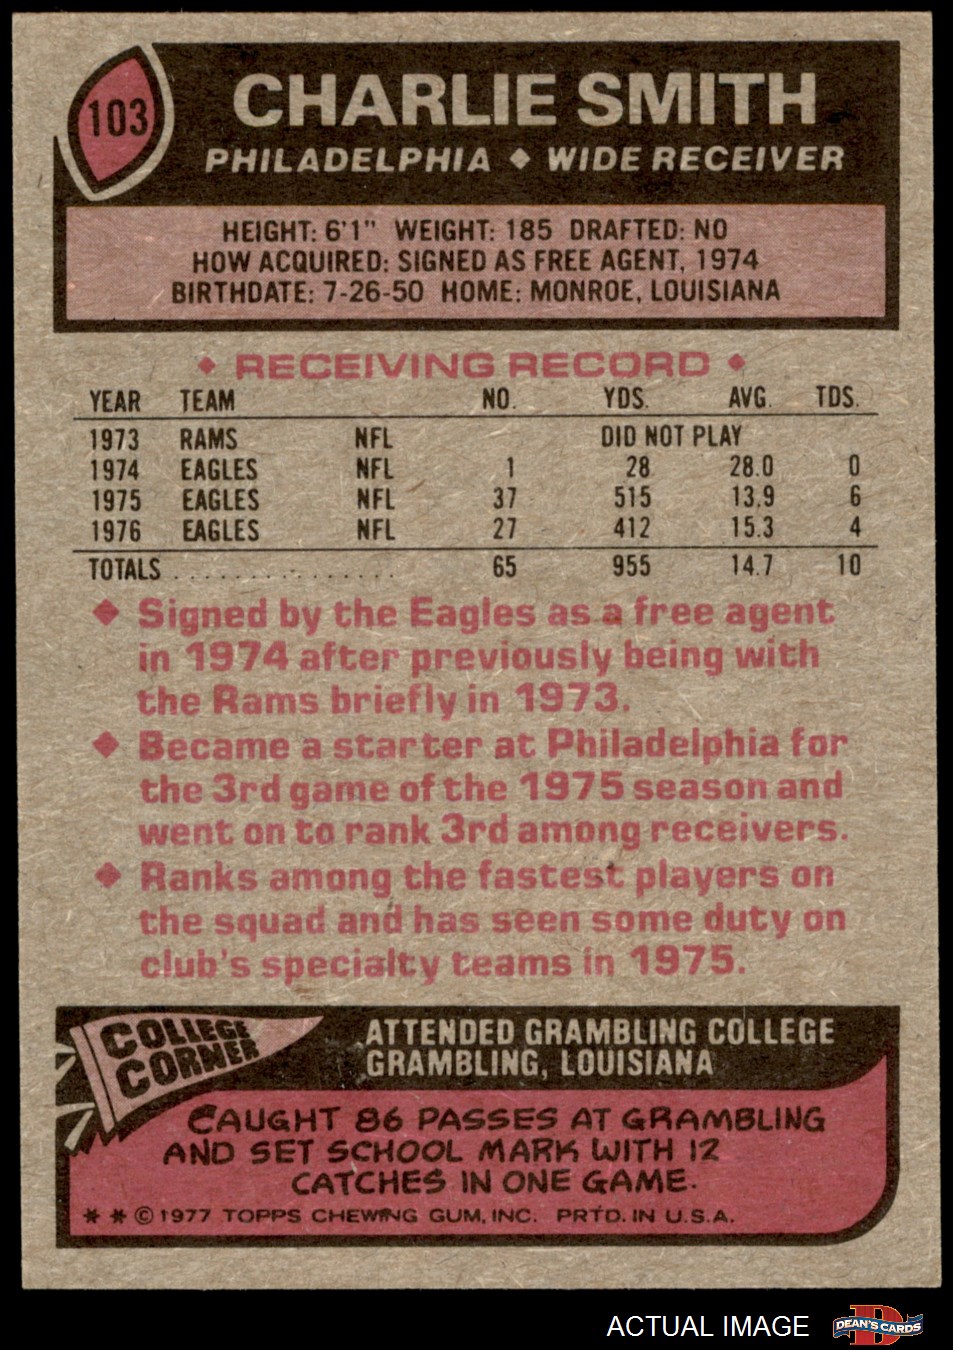 103
CHARLIE SMITH
PHILADELPHIA ◆ WIDE RECEIVER
HEIGHT: 6'1" WEIGHT: 185 DRAFTED: NO
HOW ACQUIRED: SIGNED AS FREE AGENT, 1974
BIRTHDATE: 7-26-50 HOME: MONROE, LOUISIANA
◆ RECEIVING RECORD ◆
YEAR TEAM NO. YDS. AVG. TDS.
1973 RAMS NFL DID NOT PLAY
1974 EAGLES NFL 1 28 28.0 0
1975 EAGLES NFL 37 515 13.9 6
1976 EAGLES NFL 27 412 15.3 4
TOTALS . . . . . . . . . . . . . . . . 65 955 14.7 10
◆ Signed by the Eagles as a free agent
in 1974 after previously being with
the Rams briefly in 1973.
◆ Became a starter at Philadelphia for
the 3rd game of the 1975 season and
went on to rank 3rd among receivers.
◆ Ranks among the fastest players on
the squad and has seen some duty on
club's specialty teams in 1975.
COLLEGE
CORNER
ATTENDED GRAMBLING COLLEGE
GRAMBLING, LOUISIANA
CAUGHT 86 PASSES AT GRAMBLING
AND SET SCHOOL MARK WITH 12
CATCHES IN ONE GAME.
* * © 1977 TOPPS CHEWING GUM, INC. PRTD. IN U.S.A.
ACTUAL IMAGE
D
DEAN'S CARDS